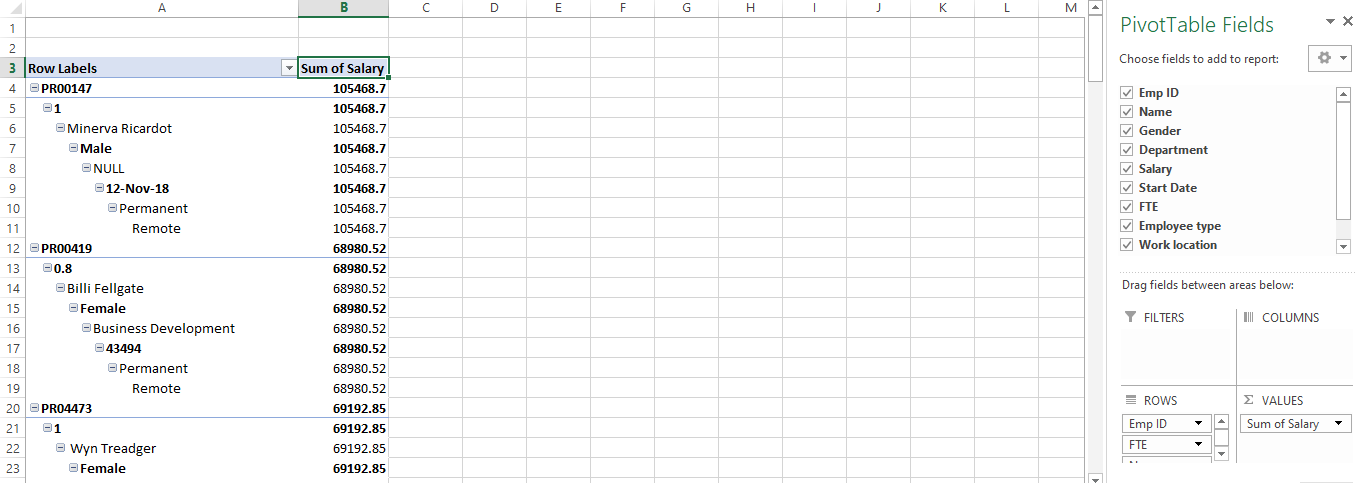 A B C D E F G H I J K L M
1
2
3 Row Labels Sum of Salary
4 PR00147 105468.7
5 1 105468.7
6 Minerva Ricardot 105468.7
7 Male 105468.7
8 NULL 105468.7
9 12-Nov-18 105468.7
10 Permanent 105468.7
11 Remote 105468.7
12 PR00419 68980.52
13 0.8 68980.52
14 Billi Fellgate 68980.52
15 Female 68980.52
16 Business Development 68980.52
17 43494 68980.52
18 Permanent 68980.52
19 Remote 68980.52
20 PR04473 69192.85
21 1 69192.85
22 Wyn Treadger 69192.85
23 Female 69192.85
PivotTable Fields
Choose fields to add to report:
Emp ID
Name
Gender
Department
Salary
Start Date
FTE
Employee type
Work location
Drag fields between areas below:
FILTERS COLUMNS
ROWS Σ VALUES
Emp ID Sum of Salary
FTE